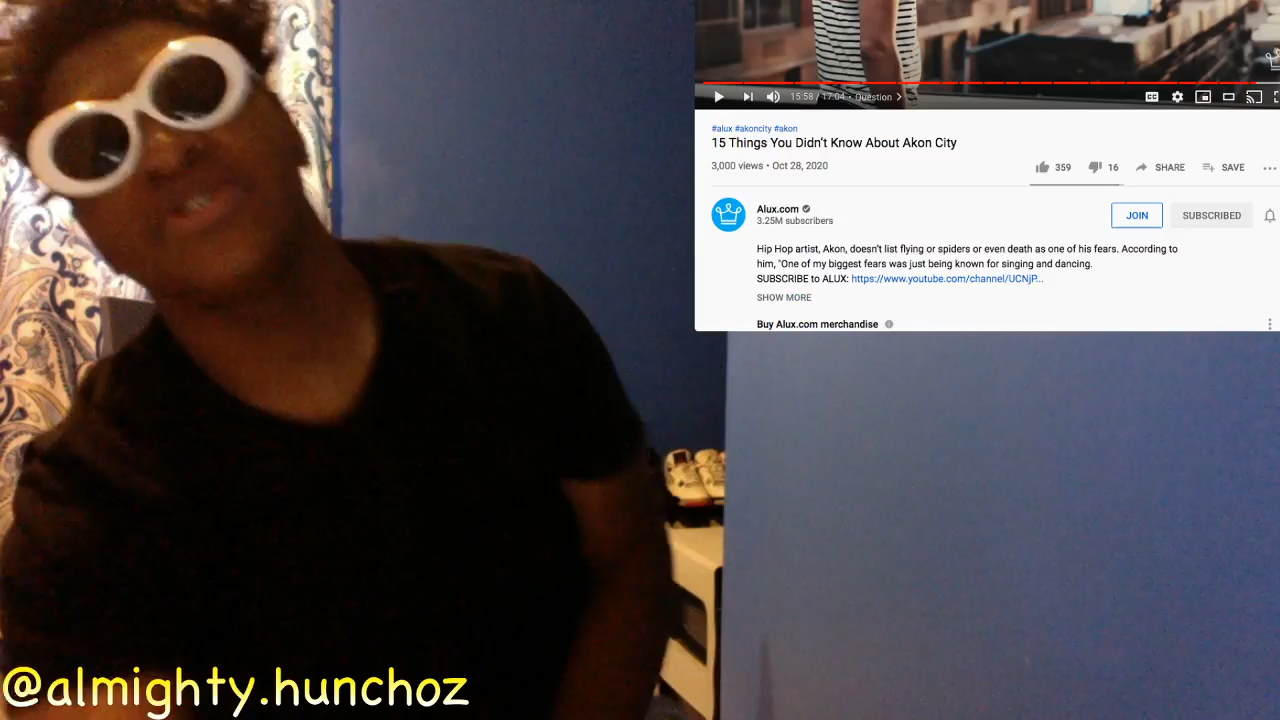 15:58 / 17:04 • Question >
CC
#alux #akoncity #akon
15 Things You Didn't Know About Akon City
3,000 views • Oct 28, 2020
359
16
SHARE
SAVE
Alux.com
3.25M subscribers
JOIN
SUBSCRIBED
Hip Hop artist, Akon, doesn't list flying or spiders or even death as one of his fears. According to
him, "One of my biggest fears was just being known for singing and dancing.
SUBSCRIBE to ALUX: https://www.youtube.com/channel/UCNjP...
SHOW MORE
Buy Alux.com merchandise
@almighty.hunchoz